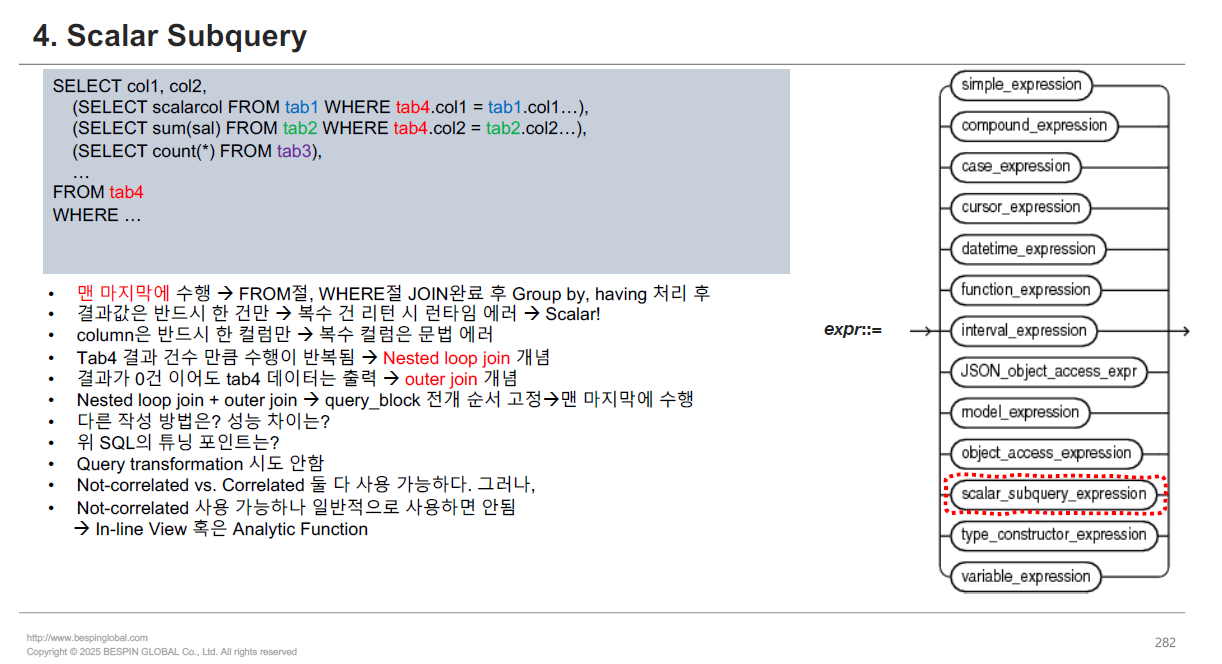 4. Scalar Subquery
SELECT col1, col2,
(SELECT scalarcol FROM tab1 WHERE tab4.col1 = tab1.col1…),
(SELECT sum(sal) FROM tab2 WHERE tab4.col2 = tab2.col2…),
(SELECT count(*) FROM tab3),
…
FROM tab4
WHERE …
• 맨 마지막에 수행 → FROM절, WHERE절 JOIN완료 후 Group by, having 처리 후
• 결과값은 반드시 한 건만 → 복수 건 리턴 시 런타임 에러 → Scalar!
• column은 반드시 한 컬럼만 → 복수 컬럼은 문법 에러
• Tab4 결과 건수 만큼 수행이 반복됨 → Nested loop join 개념
• 결과가 0건 이어도 tab4 데이터는 출력 → outer join 개념
• Nested loop join + outer join → query_block 전개 순서 고정→맨 마지막에 수행
• 다른 작성 방법은? 성능 차이는?
• 위 SQL의 튜닝 포인트는?
• Query transformation 시도 안함
• Not-correlated vs. Correlated 둘 다 사용 가능하다. 그러나,
• Not-correlated 사용 가능하나 일반적으로 사용하면 안됨
→ In-line View 혹은 Analytic Function
expr::=
simple_expression
compound_expression
case_expression
cursor_expression
datetime_expression
function_expression
interval_expression
JSON_object_access_expr
model_expression
object_access_expression
scalar_subquery_expression
type_constructor_expression
variable_expression
http://www.bespinglobal.com
Copyright © 2025 BESPIN GLOBAL Co., Ltd. All rights reserved
282